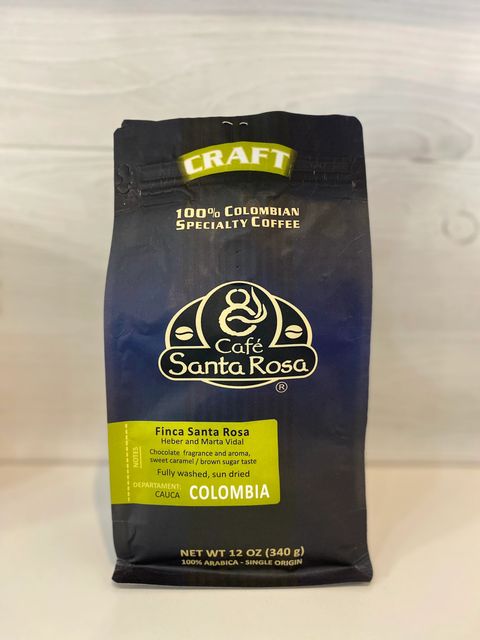 CRAFT
100% COLOMBIAN
SPECIALTY COFFEE
Café
Santa Rosa
®
Finca Santa Rosa
Heber and Marta Vidal
NOTES
Chocolate fragrance and aroma,
sweet caramel / brown sugar taste
Fully washed, sun dried
DEPARTAMENT:
CAUCA
COLOMBIA
NET WT 12 OZ (340 g)
100% ARABICA - SINGLE ORIGIN